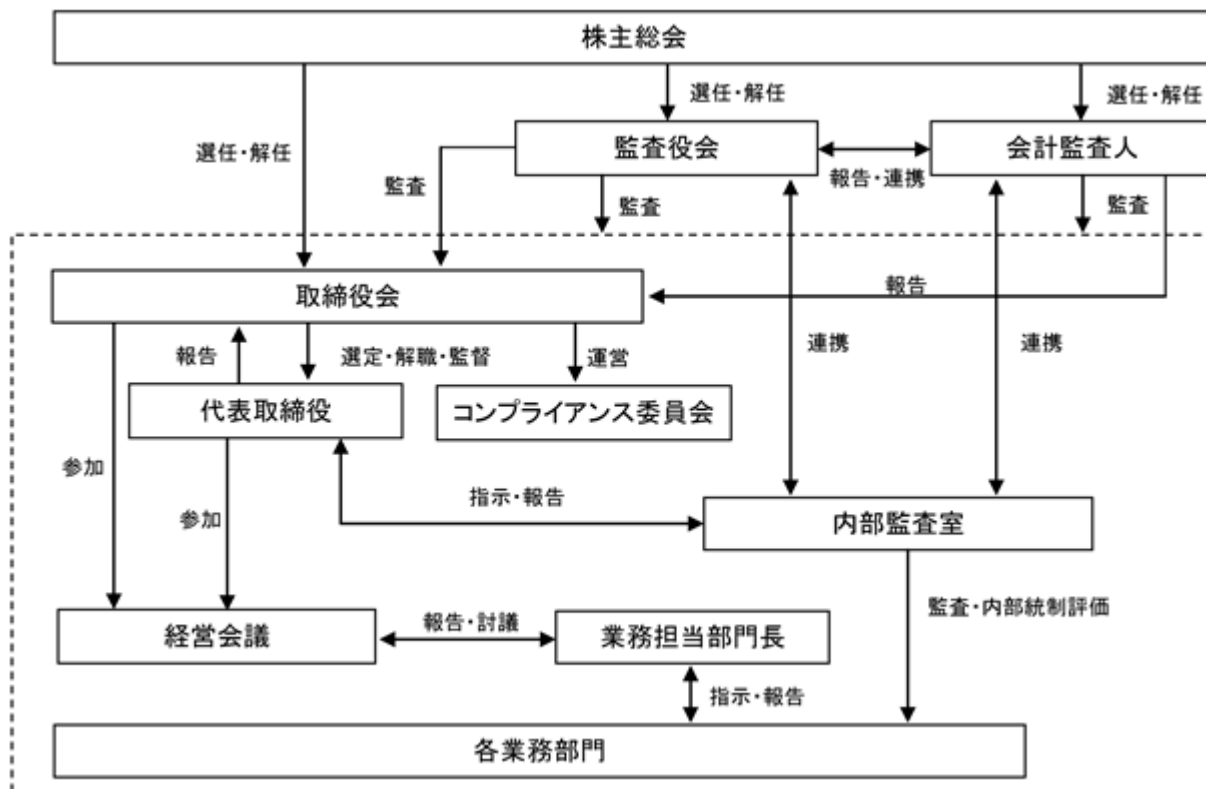 株主総会
選任・解任
選任・解任
選任・解任
監査役会
会計監査人
報告・連携
監査
監査
監査
取締役会
報告
報告
選定・解職・監督
運営
連携
連携
代表取締役
コンプライアンス委員会
参加
参加
指示・報告
内部監査室
監査・内部統制評価
経営会議
報告・討議
業務担当部門長
指示・報告
各業務部門